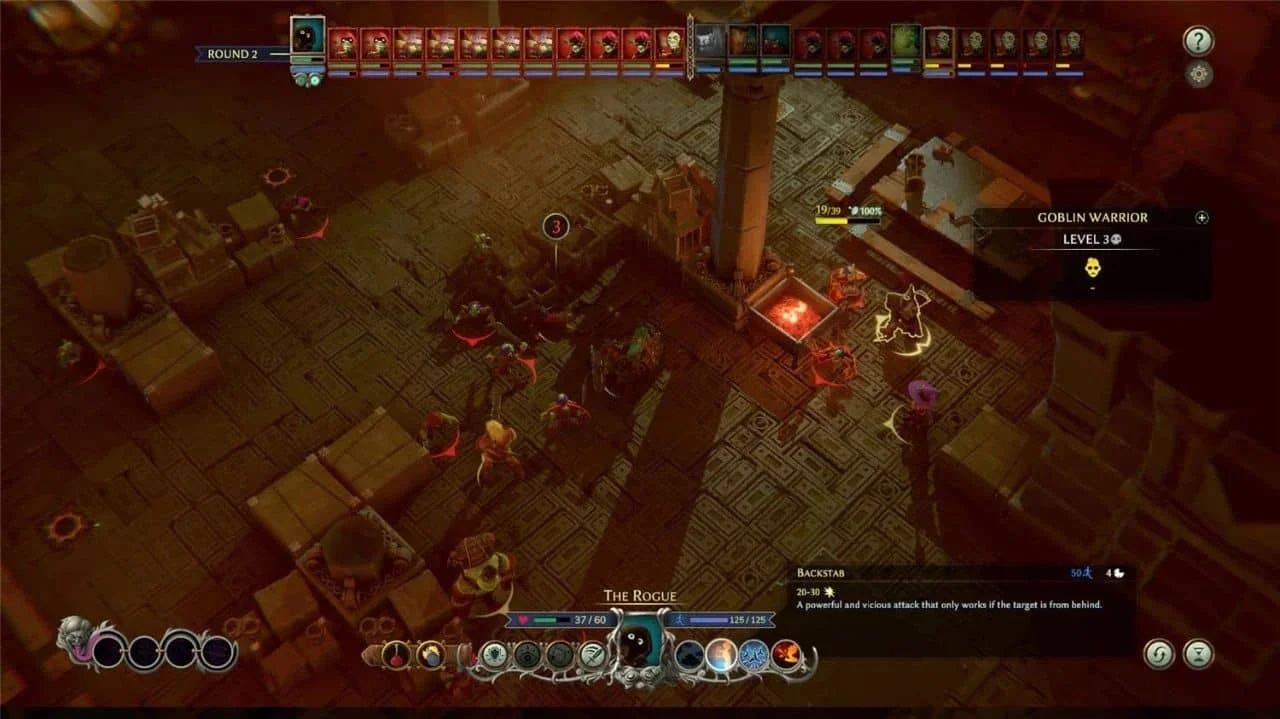 ROUND 2
?
3
19/39 100%
GOBLIN WARRIOR
LEVEL 3
BACKSTAB 50 4
20-30
A powerful and vicious attack that only works if the target is from behind.
THE ROGUE
37 / 60
125 / 125